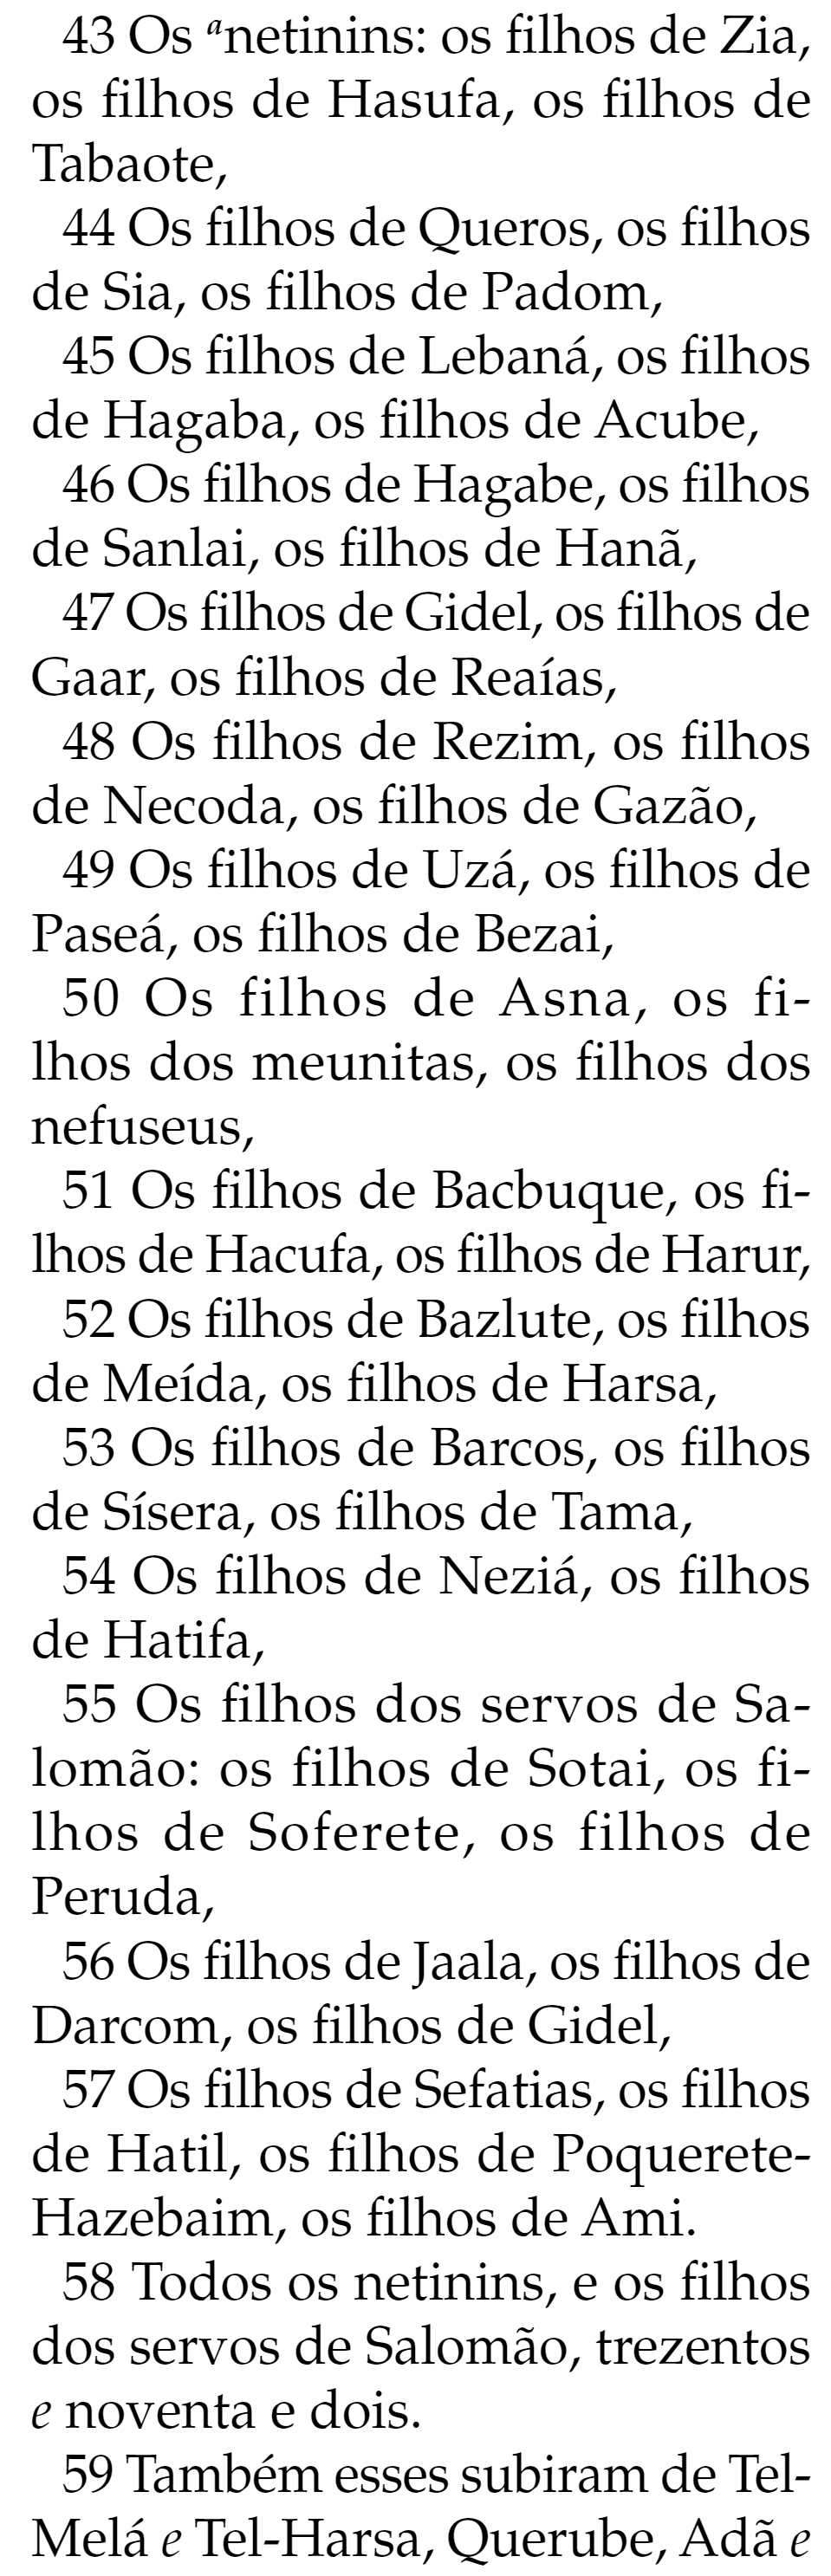 43 Os ᵃnetinins: os filhos de Zia,
os filhos de Hasufa, os filhos de
Tabaote,
44 Os filhos de Queros, os filhos
de Sia, os filhos de Padom,
45 Os filhos de Lebaná, os filhos
de Hagaba, os filhos de Acube,
46 Os filhos de Hagabe, os filhos
de Sanlai, os filhos de Hanã,
47 Os filhos de Gidel, os filhos de
Gaar, os filhos de Reaías,
48 Os filhos de Rezim, os filhos
de Necoda, os filhos de Gazão,
49 Os filhos de Uzá, os filhos de
Paseá, os filhos de Bezai,
50 Os filhos de Asna, os fi-
lhos dos meunitas, os filhos dos
nefuseus,
51 Os filhos de Bacbuque, os fi-
lhos de Hacufa, os filhos de Harur,
52 Os filhos de Bazlute, os filhos
de Meída, os filhos de Harsa,
53 Os filhos de Barcos, os filhos
de Sísera, os filhos de Tama,
54 Os filhos de Neziá, os filhos
de Hatifa,
55 Os filhos dos servos de Sa-
lomão: os filhos de Sotai, os fi-
lhos de Soferete, os filhos de
Peruda,
56 Os filhos de Jaala, os filhos de
Darcom, os filhos de Gidel,
57 Os filhos de Sefatias, os filhos
de Hatil, os filhos de Poquerete-
Hazebaim, os filhos de Ami.
58 Todos os netinins, e os filhos
dos servos de Salomão, trezentos
e noventa e dois.
59 Também esses subiram de Tel-
Melá e Tel-Harsa, Querube, Adã e